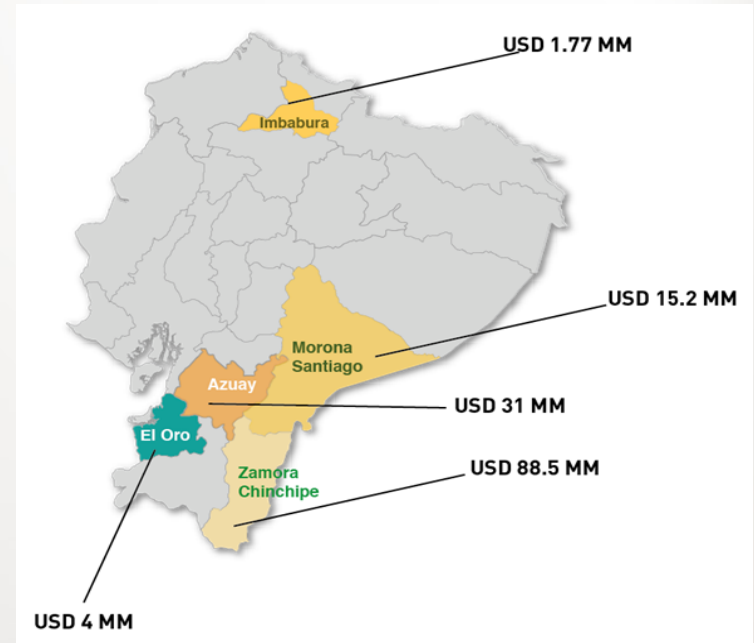 USD 1.77 MM
Imbabura
USD 15.2 MM
Morona
Santiago
Azuay
USD 31 MM
El Oro
USD 88.5 MM
Zamora
Chinchipe
USD 4 MM